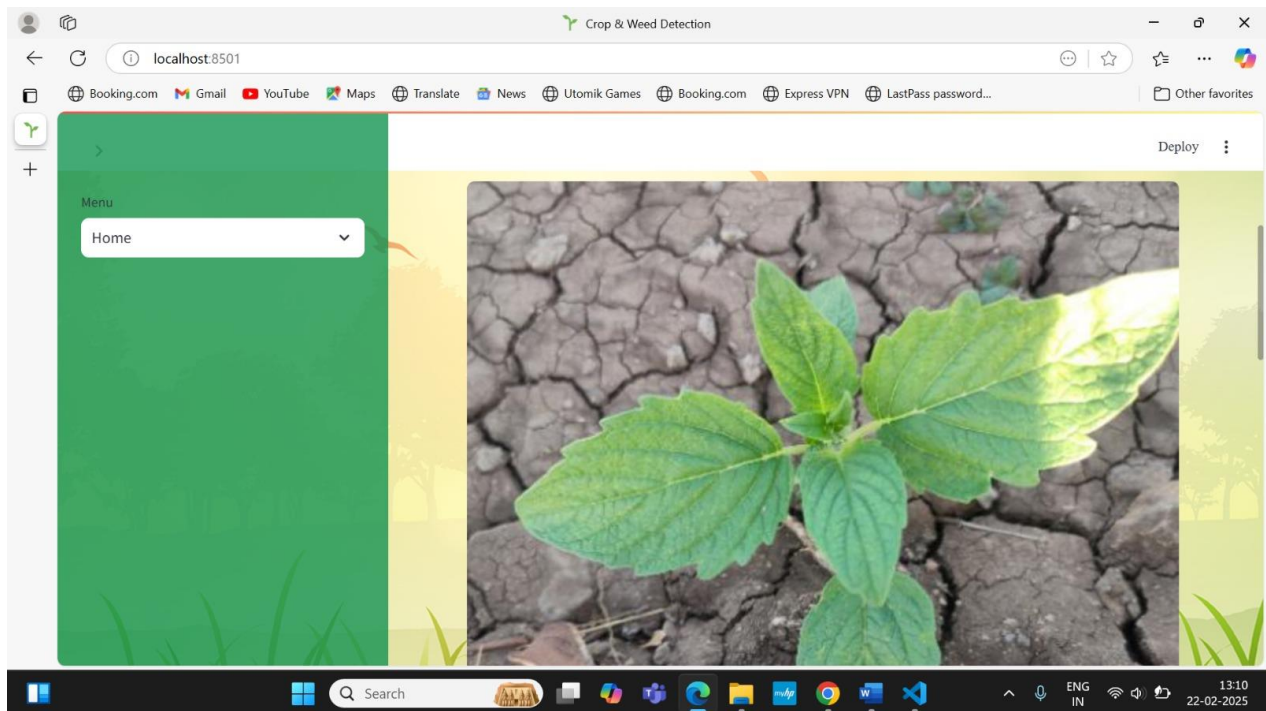 Crop & Weed Detection
localhost:8501
Booking.com Gmail YouTube Maps Translate News Utomik Games Booking.com Express VPN LastPass password... Other favorites
Deploy
Menu
Home
Search
myhp
ENG
IN
13:10
22-02-2025